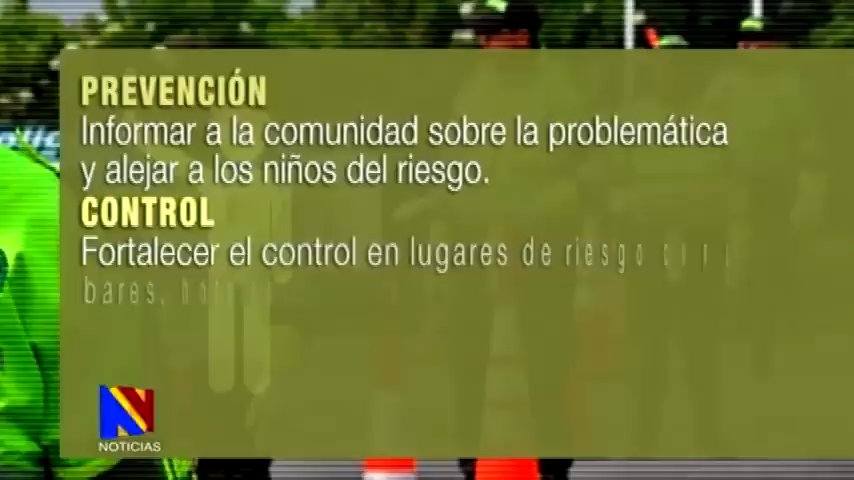 PREVENCIÓN
Informar a la comunidad sobre la problemática
y alejar a los niños del riesgo.
CONTROL
Fortalecer el control en lugares de riesgo
bares,
NOTICIAS